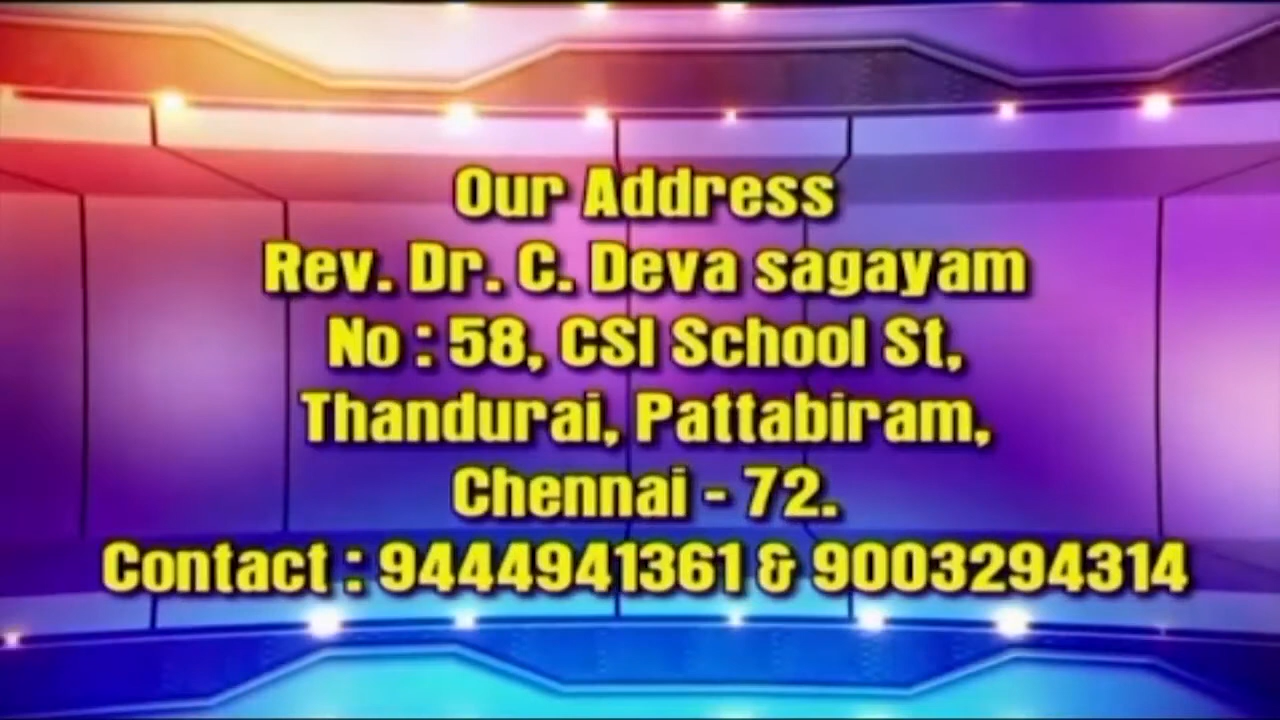 Our Address
Rev. Dr. C. Deva sagayam
No : 58, CSI School St,
Thandurai, Pattabiram,
Chennai - 72.
Contact : 9444941361 & 9003294314